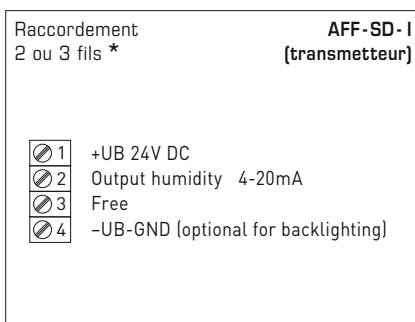 Raccordement AFF-SD-I
2 ou 3 fils * (transmetteur)
1 +UB 24V DC
2 Output humidity 4-20mA
3 Free
4 –UB-GND (optional for backlighting)